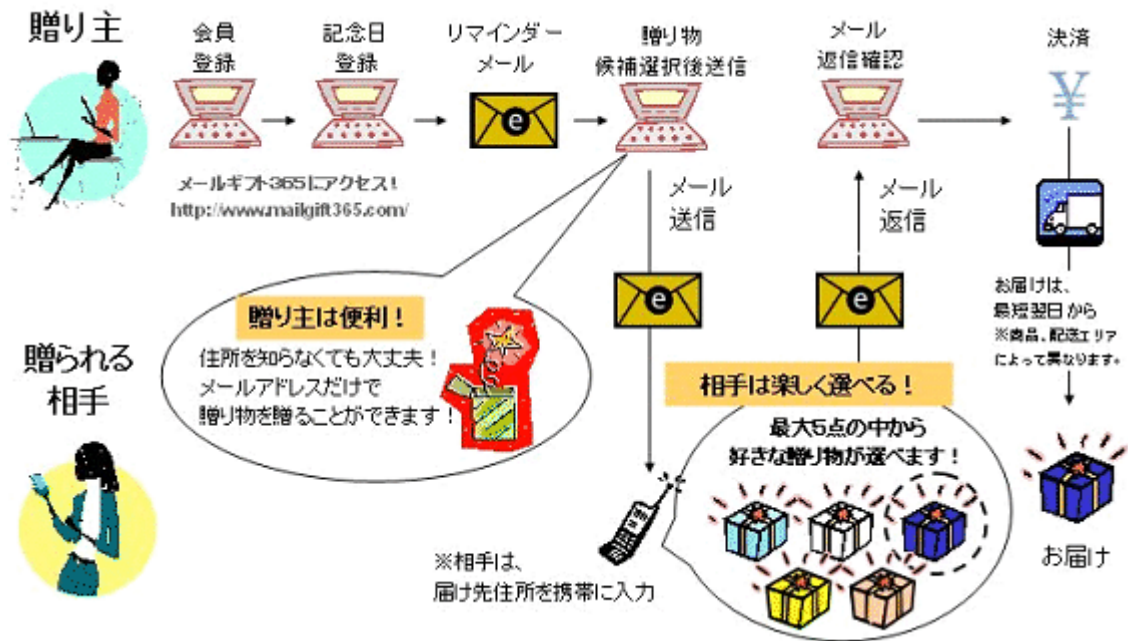 贈り主
会員
登録
記念日
登録
リマインダー
メール
贈り物
候補選択後送信
メール
返信確認
決済
¥
e
メールギフト365にアクセス!
http://www.mailgift365.com/
メール
送信
メール
返信
e
e
お届けは、
最短翌日から
※商品、配送エリア
によって異なります。
贈り主は便利!
住所を知らなくても大丈夫!
メールアドレスだけで
贈り物を贈ることができます!
贈られる
相手
相手は楽しく選べる!
最大5点の中から
好きな贈り物が選べます!
※相手は、
届け先住所を携帯に入力
お届け